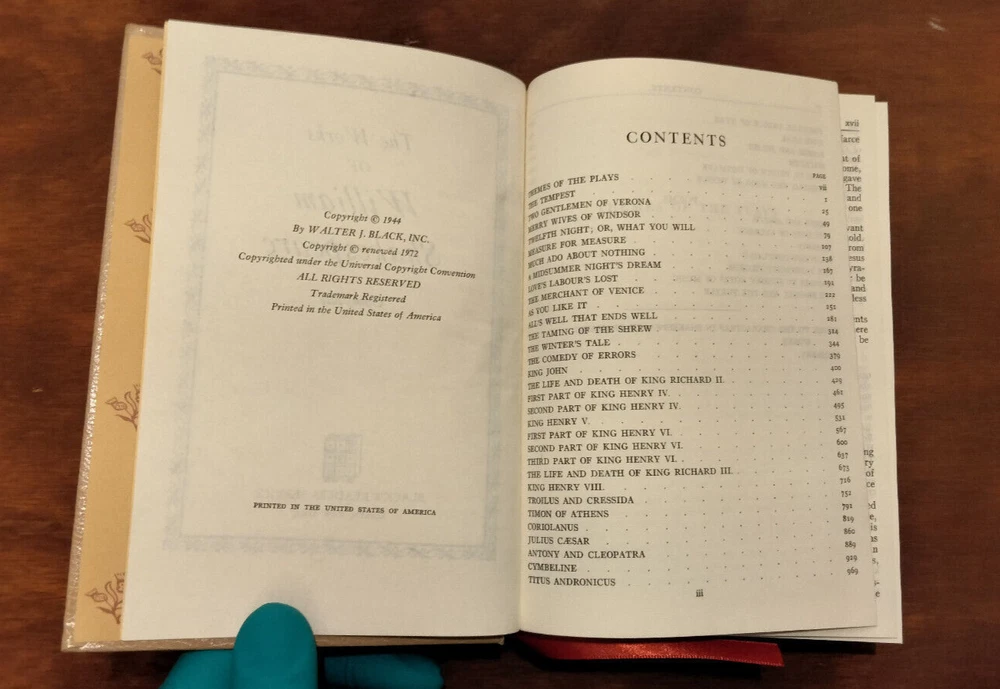 Copyright © 1944
By WALTER J. BLACK, INC.
Copyright © renewed 1972
Copyrighted under the Universal Copyright Convention
ALL RIGHTS RESERVED
Trademark Registered
Printed in the United States of America
PRINTED IN THE UNITED STATES OF AMERICA
CONTENTS
PAGE
THEMES OF THE PLAYS vii
THE TEMPEST 1
TWO GENTLEMEN OF VERONA 25
MERRY WIVES OF WINDSOR 49
TWELFTH NIGHT; OR, WHAT YOU WILL 79
MEASURE FOR MEASURE 107
MUCH ADO ABOUT NOTHING 138
A MIDSUMMER NIGHT'S DREAM 167
LOVE'S LABOUR'S LOST 191
THE MERCHANT OF VENICE 222
AS YOU LIKE IT 252
ALL'S WELL THAT ENDS WELL 282
THE TAMING OF THE SHREW 314
THE WINTER'S TALE 344
THE COMEDY OF ERRORS 379
KING JOHN 400
THE LIFE AND DEATH OF KING RICHARD II. 429
FIRST PART OF KING HENRY IV. 461
SECOND PART OF KING HENRY IV. 495
KING HENRY V. 531
FIRST PART OF KING HENRY VI. 567
SECOND PART OF KING HENRY VI. 600
THIRD PART OF KING HENRY VI. 637
THE LIFE AND DEATH OF KING RICHARD III. 675
KING HENRY VIII. 716
TROILUS AND CRESSIDA 752
TIMON OF ATHENS 791
CORIOLANUS 819
JULIUS CÆSAR 860
ANTONY AND CLEOPATRA 889
CYMBELINE 929
TITUS ANDRONICUS 969
iii
xvii